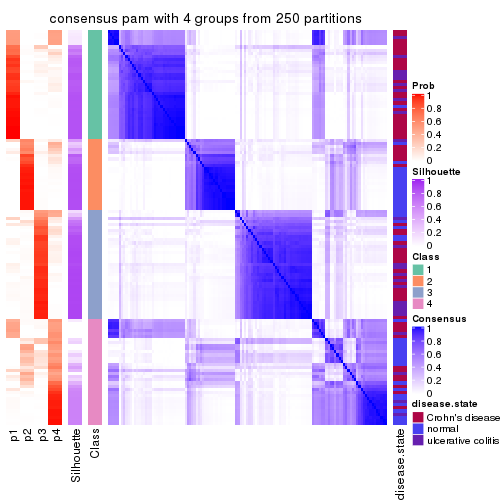 consensus pam with 4 groups from 250 partitions
Prob
1
0.8
0.6
0.4
0.2
0
Silhouette
1
0.8
0.6
0.4
0.2
0
Class
1
2
3
4
Consensus
1
0.8
0.6
0.4
0.2
0
disease.state
Crohn's disease
normal
ulcerative colitis
p1
p2
p3
p4
Silhouette
Class
disease.state